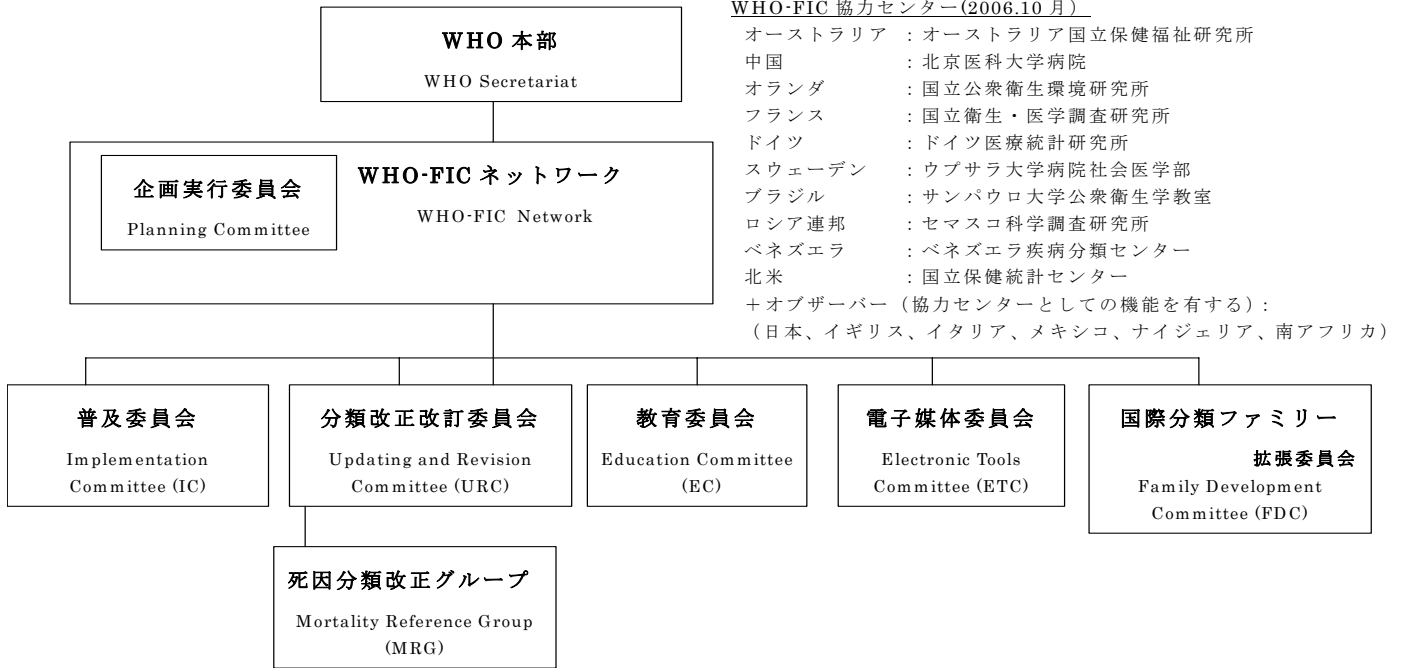 WHO 本部
WHO Secretariat
企画実行委員会
Planning Committee
WHO-FIC ネットワーク
WHO-FIC Network
WHO-FIC 協力センター(2006.10 月)
オーストラリア : オーストラリア国立保健福祉研究所
中国 : 北京医科大学病院
オランダ : 国立公衆衛生環境研究所
フランス : 国立衛生・医学調査研究所
ドイツ : ドイツ医療統計研究所
スウェーデン : ウプサラ大学病院社会医学部
ブラジル : サンパウロ大学公衆衛生学教室
ロシア連邦 : セマスコ科学調査研究所
ベネズエラ : ベネズエラ疾病分類センター
北米 : 国立保健統計センター
+オブザーバー(協力センターとしての機能を有する):
(日本、イギリス、イタリア、メキシコ、ナイジェリア、南アフリカ)
普及委員会
Implementation
Committee (IC)
分類改正改訂委員会
Updating and Revision
Committee (URC)
教育委員会
Education Committee
(EC)
電子媒体委員会
Electronic Tools
Committee (ETC)
国際分類ファミリー
拡張委員会
Family Development
Committee (FDC)
死因分類改正グループ
Mortality Reference Group
(MRG)